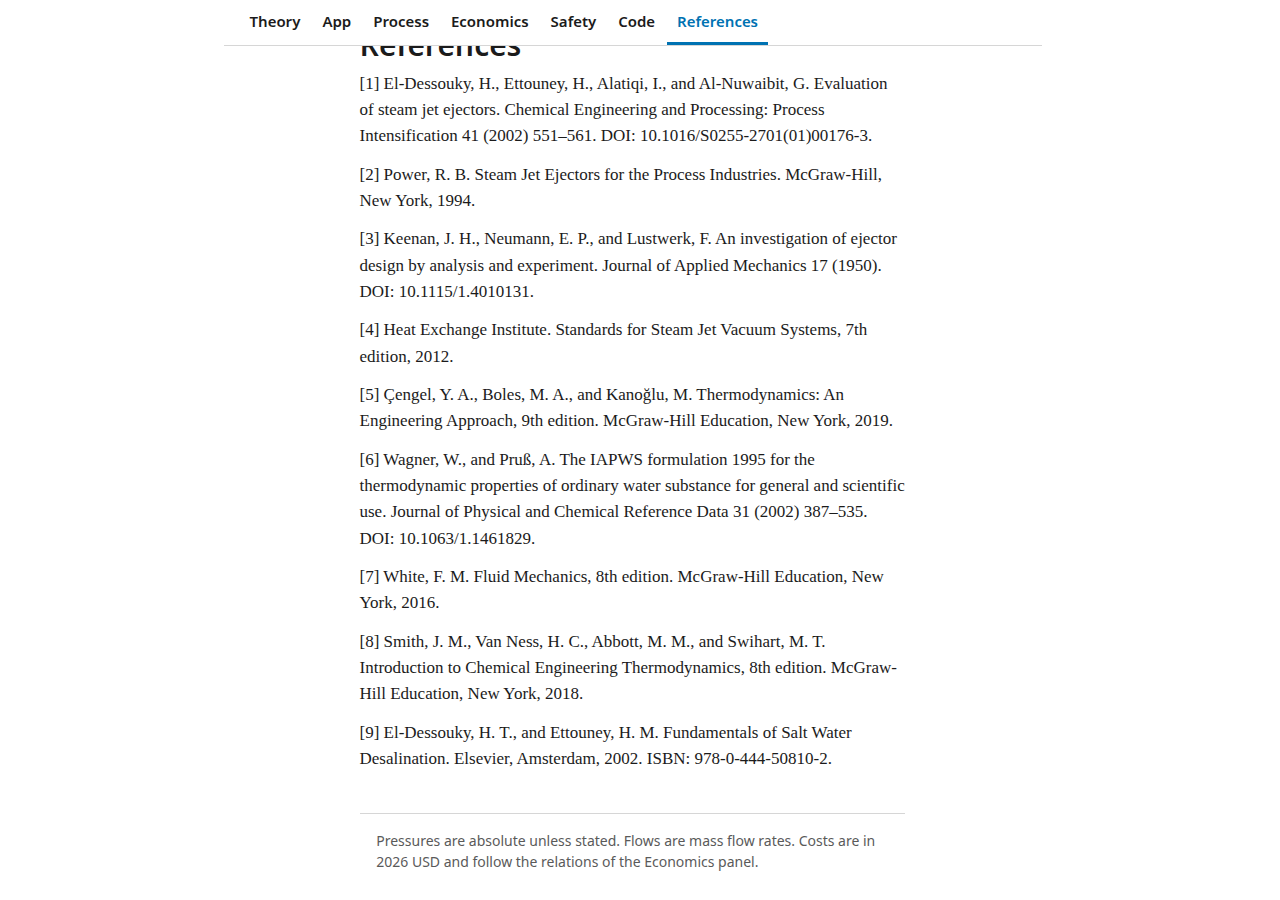 Theory App Process Economics Safety Code References
References
[1] El-Dessouky, H., Ettouney, H., Alatiqi, I., and Al-Nuwaibit, G. Evaluation
of steam jet ejectors. Chemical Engineering and Processing: Process
Intensification 41 (2002) 551–561. DOI: 10.1016/S0255-2701(01)00176-3.
[2] Power, R. B. Steam Jet Ejectors for the Process Industries. McGraw-Hill,
New York, 1994.
[3] Keenan, J. H., Neumann, E. P., and Lustwerk, F. An investigation of ejector
design by analysis and experiment. Journal of Applied Mechanics 17 (1950).
DOI: 10.1115/1.4010131.
[4] Heat Exchange Institute. Standards for Steam Jet Vacuum Systems, 7th
edition, 2012.
[5] Çengel, Y. A., Boles, M. A., and Kanoğlu, M. Thermodynamics: An
Engineering Approach, 9th edition. McGraw-Hill Education, New York, 2019.
[6] Wagner, W., and Pruß, A. The IAPWS formulation 1995 for the
thermodynamic properties of ordinary water substance for general and scientific
use. Journal of Physical and Chemical Reference Data 31 (2002) 387–535.
DOI: 10.1063/1.1461829.
[7] White, F. M. Fluid Mechanics, 8th edition. McGraw-Hill Education, New
York, 2016.
[8] Smith, J. M., Van Ness, H. C., Abbott, M. M., and Swihart, M. T.
Introduction to Chemical Engineering Thermodynamics, 8th edition. McGraw-
Hill Education, New York, 2018.
[9] El-Dessouky, H. T., and Ettouney, H. M. Fundamentals of Salt Water
Desalination. Elsevier, Amsterdam, 2002. ISBN: 978-0-444-50810-2.
Pressures are absolute unless stated. Flows are mass flow rates. Costs are in
2026 USD and follow the relations of the Economics panel.